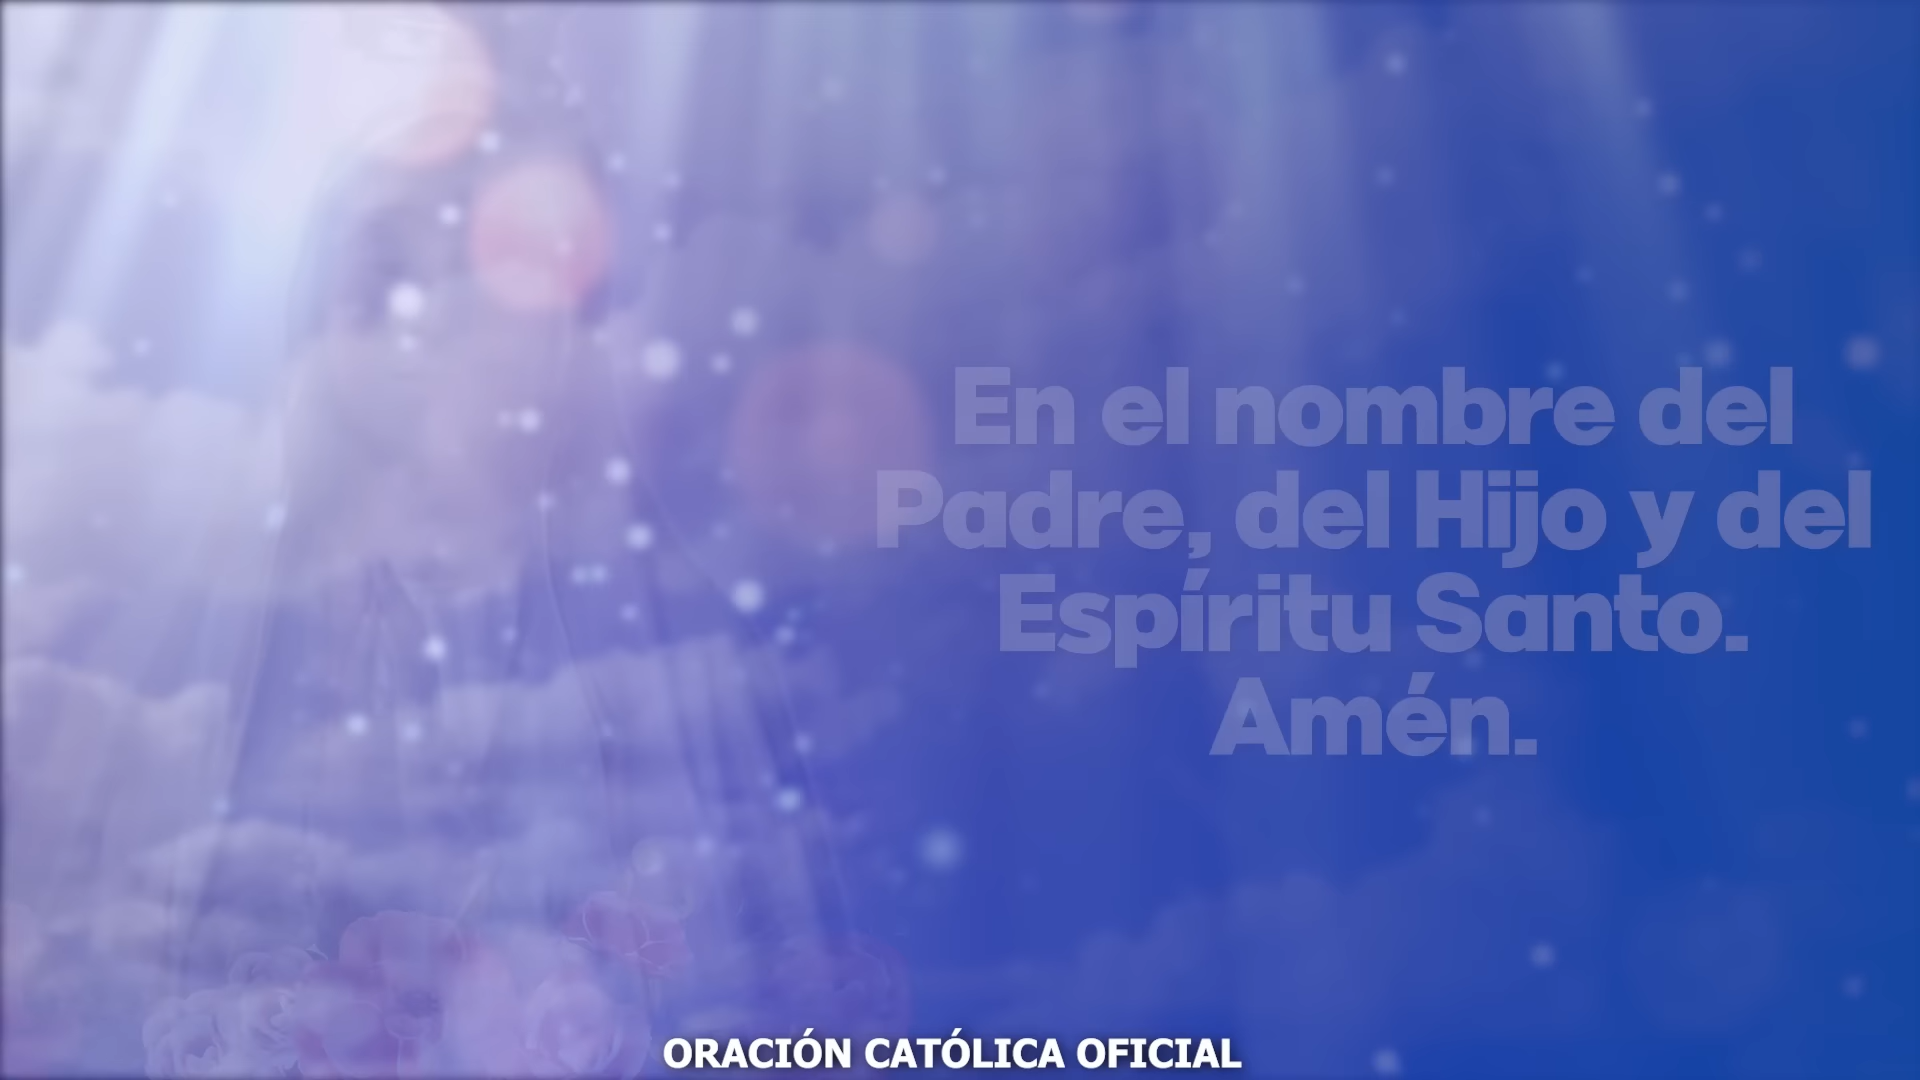 En el nombre del
Padre, del Hijo y del
Espíritu Santo.
Amén.
ORACIÓN CATÓLICA OFICIAL